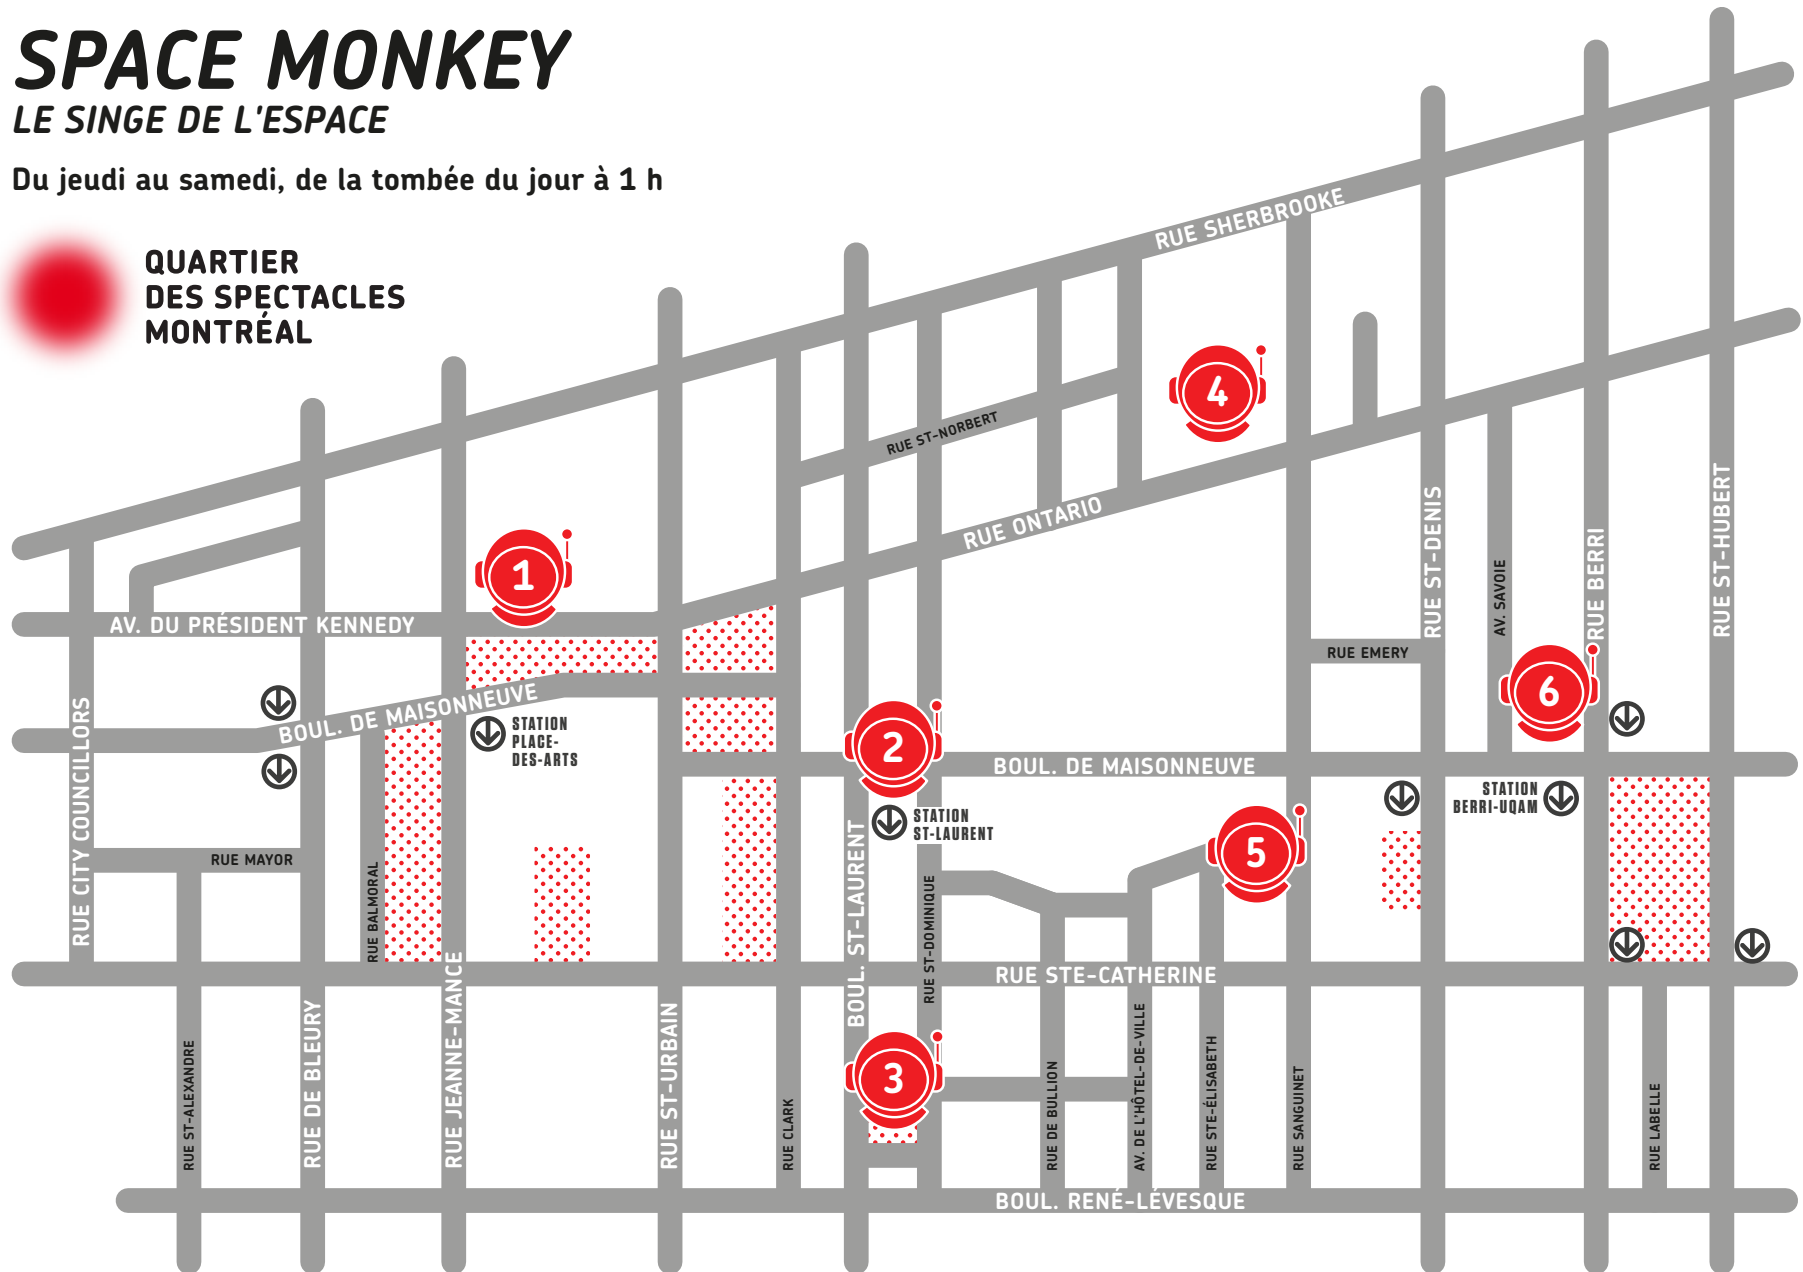 SPACE MONKEY
LE SINGE DE L'ESPACE
Du jeudi au samedi, de la tombée du jour à 1 h
QUARTIER
DES SPECTACLES
MONTRÉAL
RUE SHERBROOKE
4
RUE ST-NORBERT
RUE ONTARIO
1
AV. DU PRÉSIDENT KENNEDY
RUE ST-DENIS
AV. SAVOIE
RUE BERRI
RUE ST-HUBERT
RUE EMERY
6
BOUL. DE MAISONNEUVE
STATION
PLACE-
DES-ARTS
2
BOUL. DE MAISONNEUVE
STATION
BERRI-UQAM
STATION
ST-LAURENT
5
RUE CITY COUNCILLORS
RUE MAYOR
RUE BALMORAL
BOUL. ST-LAURENT
RUE ST-DOMINIQUE
RUE STE-CATHERINE
RUE ST-ALEXANDRE
RUE DE BLEURY
RUE JEANNE-MANCE
RUE ST-URBAIN
RUE CLARK
3
RUE DE BULLION
AV. DE L'HÔTEL-DE-VILLE
RUE STE-ÉLISABETH
RUE SANGUINET
RUE LABELLE
BOUL. RENÉ-LÉVESQUE